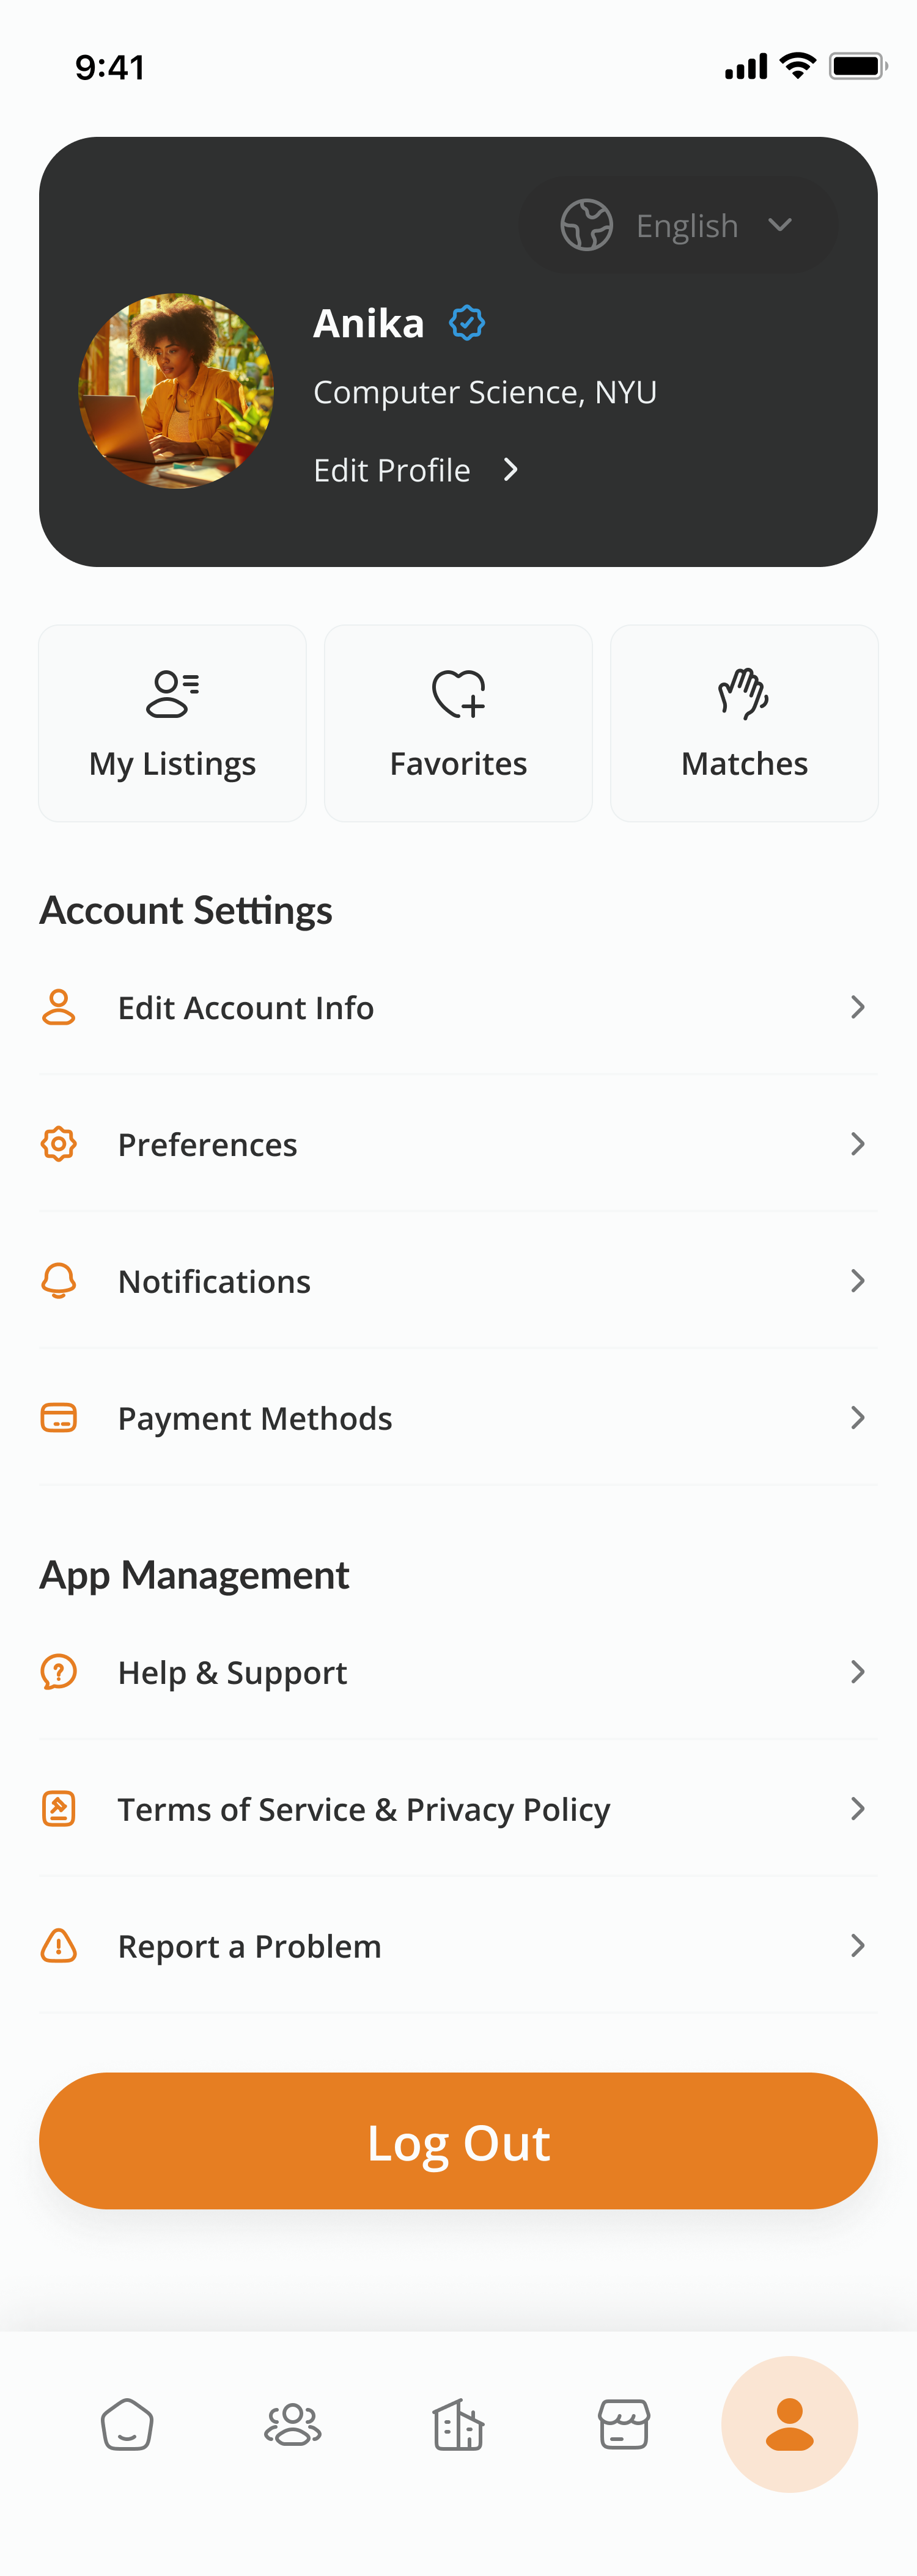 9:41
English
Anika
Computer Science, NYU
Edit Profile
My Listings
Favorites
Matches
Account Settings
Edit Account Info
Preferences
Notifications
Payment Methods
App Management
Help & Support
Terms of Service & Privacy Policy
Report a Problem
Log Out